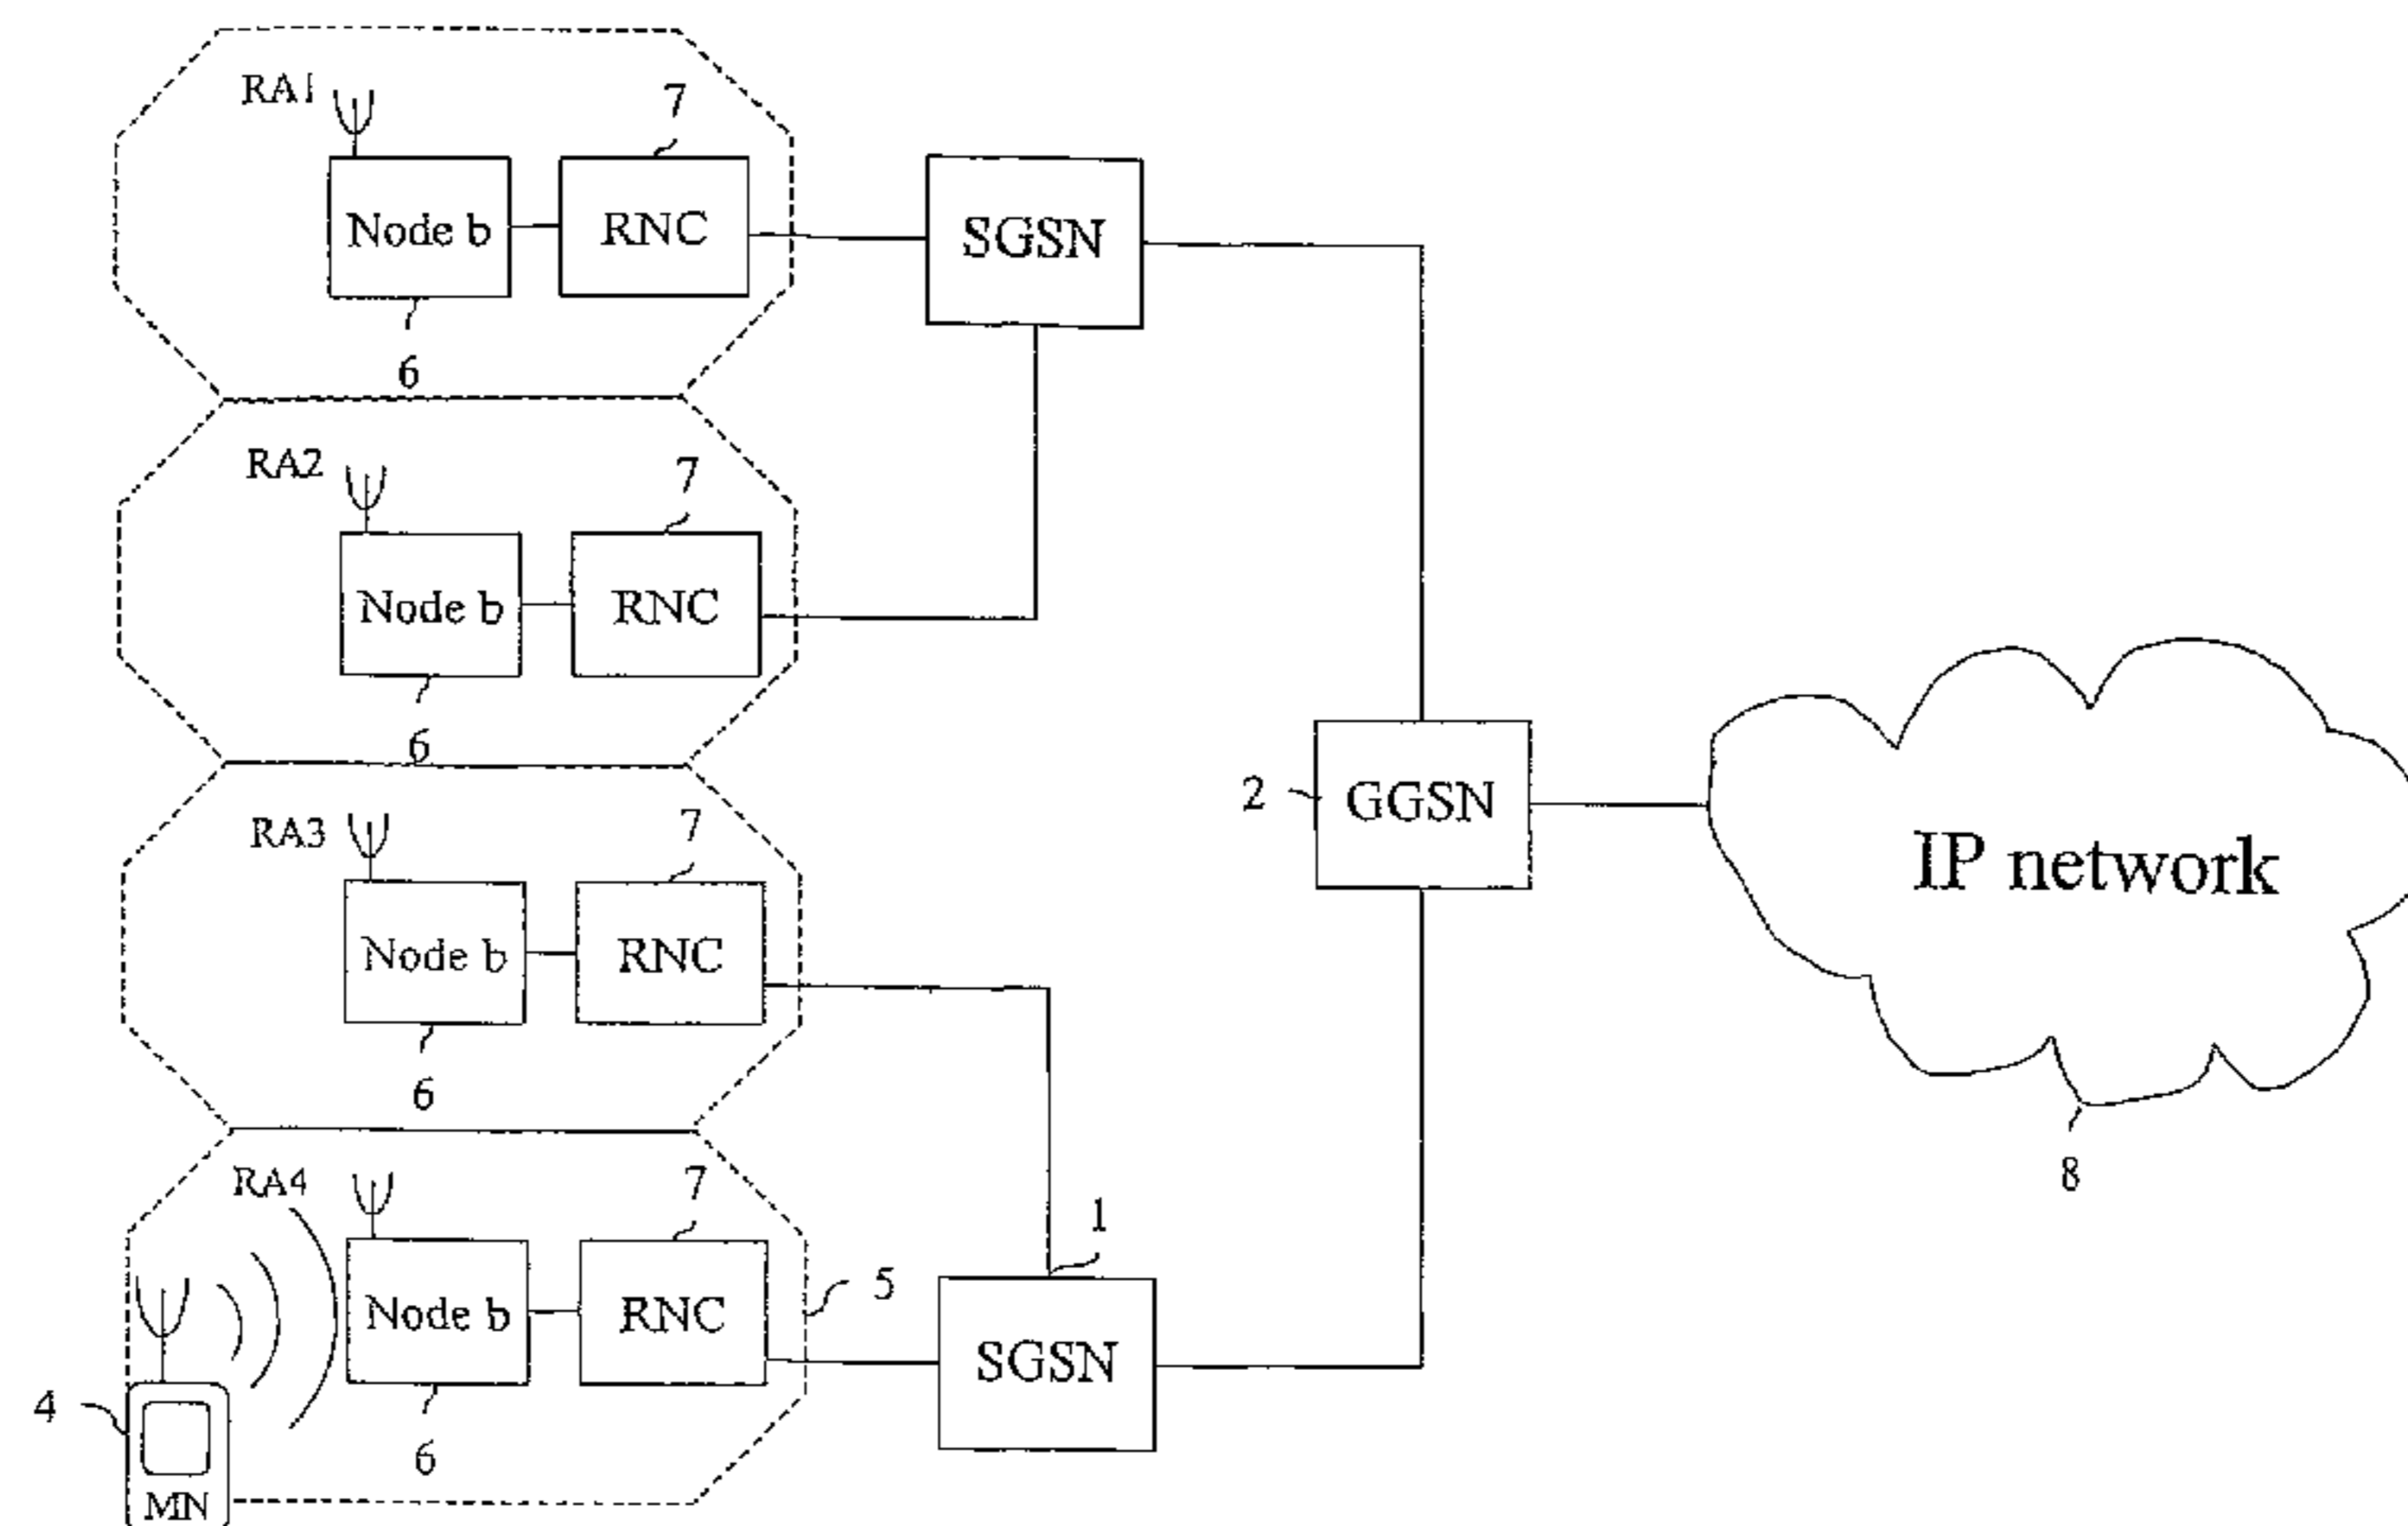 RA1
7
Node b
RNC
SGSN
6
RA2
7
Node b
RNC
6
2
GGSN
IP network
RA3
7
Node b
RNC
6
8
RA4
7
1
5
Node b
RNC
SGSN
4
6
MN